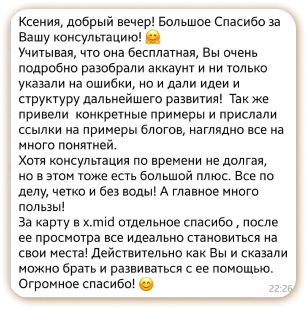 Ксения, добрый вечер! Большое Спасибо за
Вашу консультацию! 🤗
Учитывая, что она бесплатная, Вы очень
подробно разобрали аккаунт и ни только
указали на ошибки, но и дали идеи и
структуру дальнейшего развития! Так же
привели конкретные примеры и прислали
ссылки на примеры блогов, наглядно все на
много понятней.
Хотя консультация по времени не долгая,
но в этом тоже есть большой плюс. Все по
делу, четко и без воды! А главное много
пользы!
За карту в x.mid отдельное спасибо , после
ее просмотра все идеально становиться на
свои места! Действительно как Вы и сказали
можно брать и развиваться с ее помощью.
Огромное спасибо! 😊
22:26